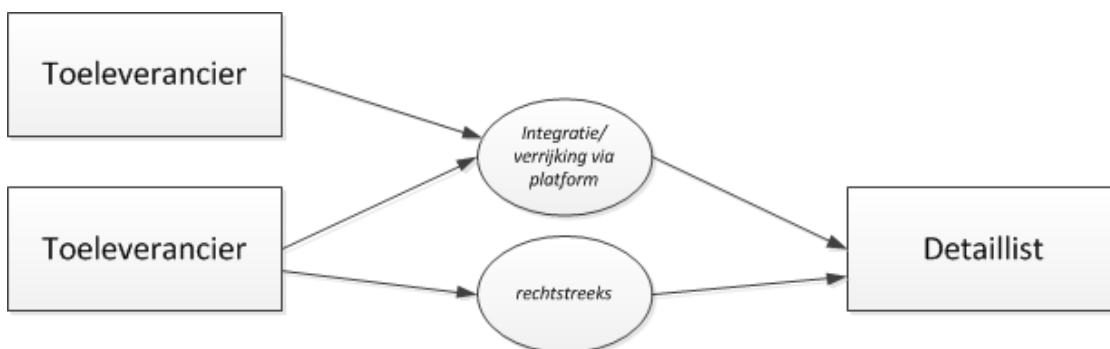 Toeleverancier
Integratie/
verrijking via
platform
Toeleverancier
Detaillist
rechtstreeks